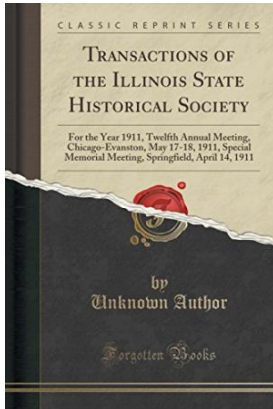 CLASSIC REPRINT SERIES
TRANSACTIONS OF
THE ILLINOIS STATE
HISTORICAL SOCIETY
For the Year 1911, Twelfth Annual Meeting,
Chicago-Evanston, May 17-18, 1911, Special
Memorial Meeting, Springfield, April 14, 1911
by
Unknown Author
Forgotten Books